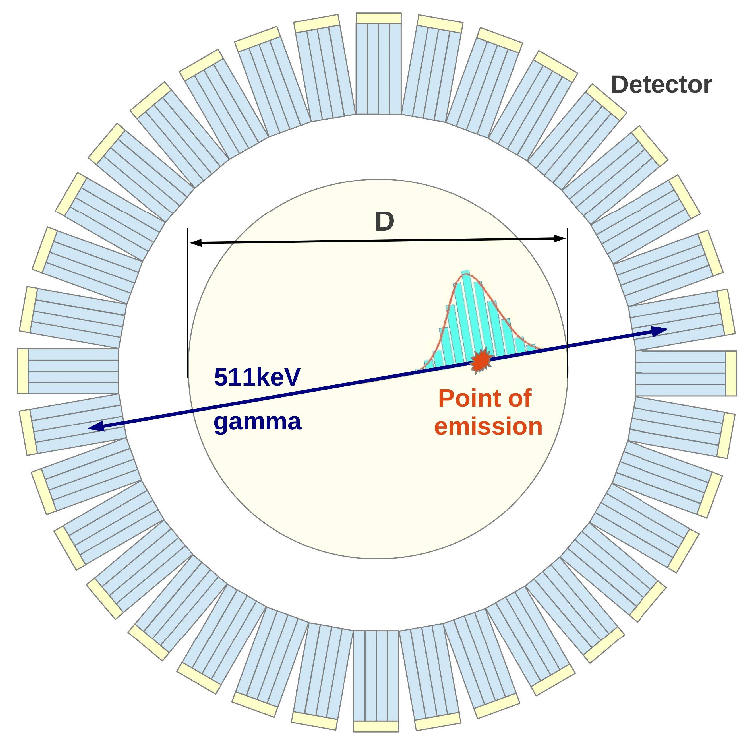 Detector
D
511keV
gamma
Point of
emission